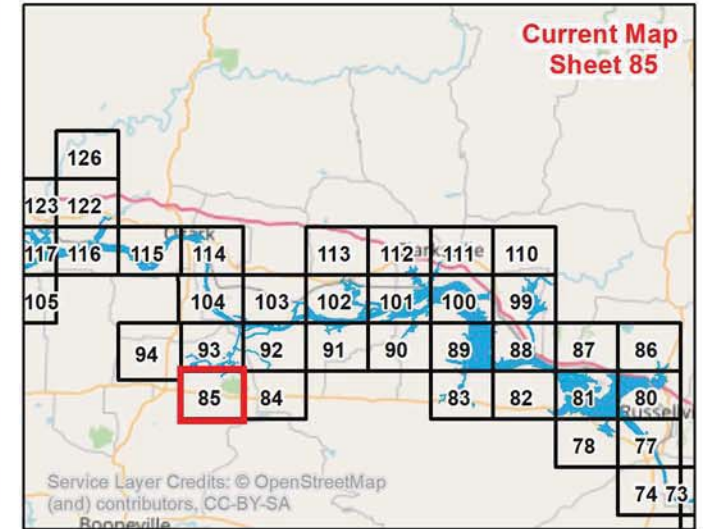 Current Map
Sheet 85
126
123 122
117 116 115 114 113 112 111 110
105 104 103 102 101 100 99
94 93 92 91 90 89 88 87 86
85 84 83 82 81 80
78 77
74 73
Service Layer Credits: © OpenStreetMap
(and) contributors, CC-BY-SA